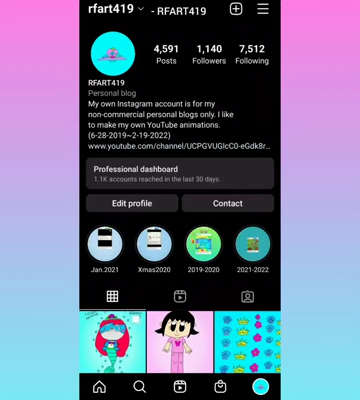 rfart419
- RFART419
4,591 1,140 7,512
Posts Followers Following
RFART419
Personal blog
My own Instagram account is for my
non-commercial personal blogs only. I like
to make my own YouTube animations.
(6-28-2019~2-19-2022)
www.youtube.com/channel/UCPGVUGlcC0-eGdk8r...
Professional dashboard
1.1K accounts reached in the last 30 days.
Edit profile Contact
Jan.2021 Xmas2020 2019-2020 2021-2022